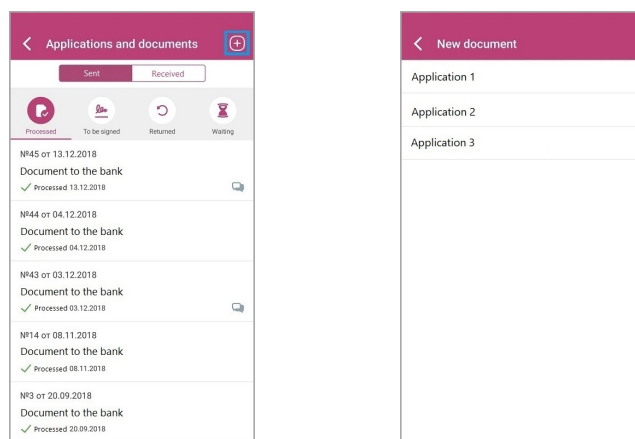 Applications and documents
Sent Received
Processed To be signed Returned Waiting
№45 от 13.12.2018
Document to the bank
Processed 13.12.2018
№44 от 04.12.2018
Document to the bank
Processed 04.12.2018
№43 от 03.12.2018
Document to the bank
Processed 03.12.2018
№14 от 08.11.2018
Document to the bank
Processed 08.11.2018
№3 от 20.09.2018
Document to the bank
Processed 20.09.2018
New document
Application 1
Application 2
Application 3